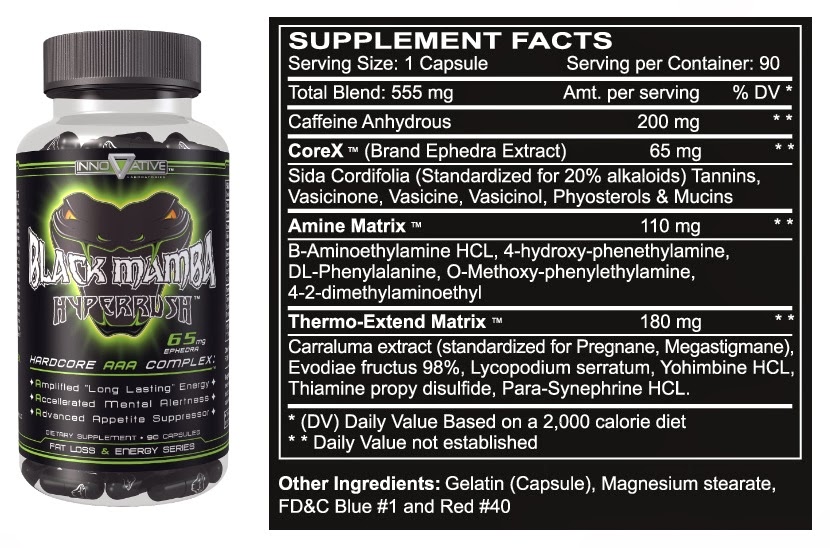 INNOVATIVE™
LABORATORIES
BLACK MAMBA
HYPERRUSH™
65mg
EPHEDRA
HARDCORE AAA COMPLEX:
Amplified "Long Lasting" Energy
Accellerated Mental Alertness
Advanced Appetite Suppressor
DIETARY SUPPLEMENT • 90 CAPSULES
FAT LOSS & ENERGY SERIES
SUPPLEMENT FACTS
Serving Size: 1 Capsule Serving per Container: 90
Total Blend: 555 mg Amt. per serving % DV *
Caffeine Anhydrous 200 mg * *
CoreX ™ (Brand Ephedra Extract) 65 mg * *
Sida Cordifolia (Standardized for 20% alkaloids) Tannins,
Vasicinone, Vasicine, Vasicinol, Phyosterols & Mucins
Amine Matrix ™ 110 mg * *
B-Aminoethylamine HCL, 4-hydroxy-phenethylamine,
DL-Phenylalanine, O-Methoxy-phenylethylamine,
4-2-dimethylaminoethyl
Thermo-Extend Matrix ™ 180 mg * *
Carraluma extract (standardized for Pregnane, Megastigmane),
Evodiae fructus 98%, Lycopodium serratum, Yohimbine HCL,
Thiamine propy disulfide, Para-Synephrine HCL.
* (DV) Daily Value Based on a 2,000 calorie diet
* * Daily Value not established
Other Ingredients: Gelatin (Capsule), Magnesium stearate,
FD&C Blue #1 and Red #40